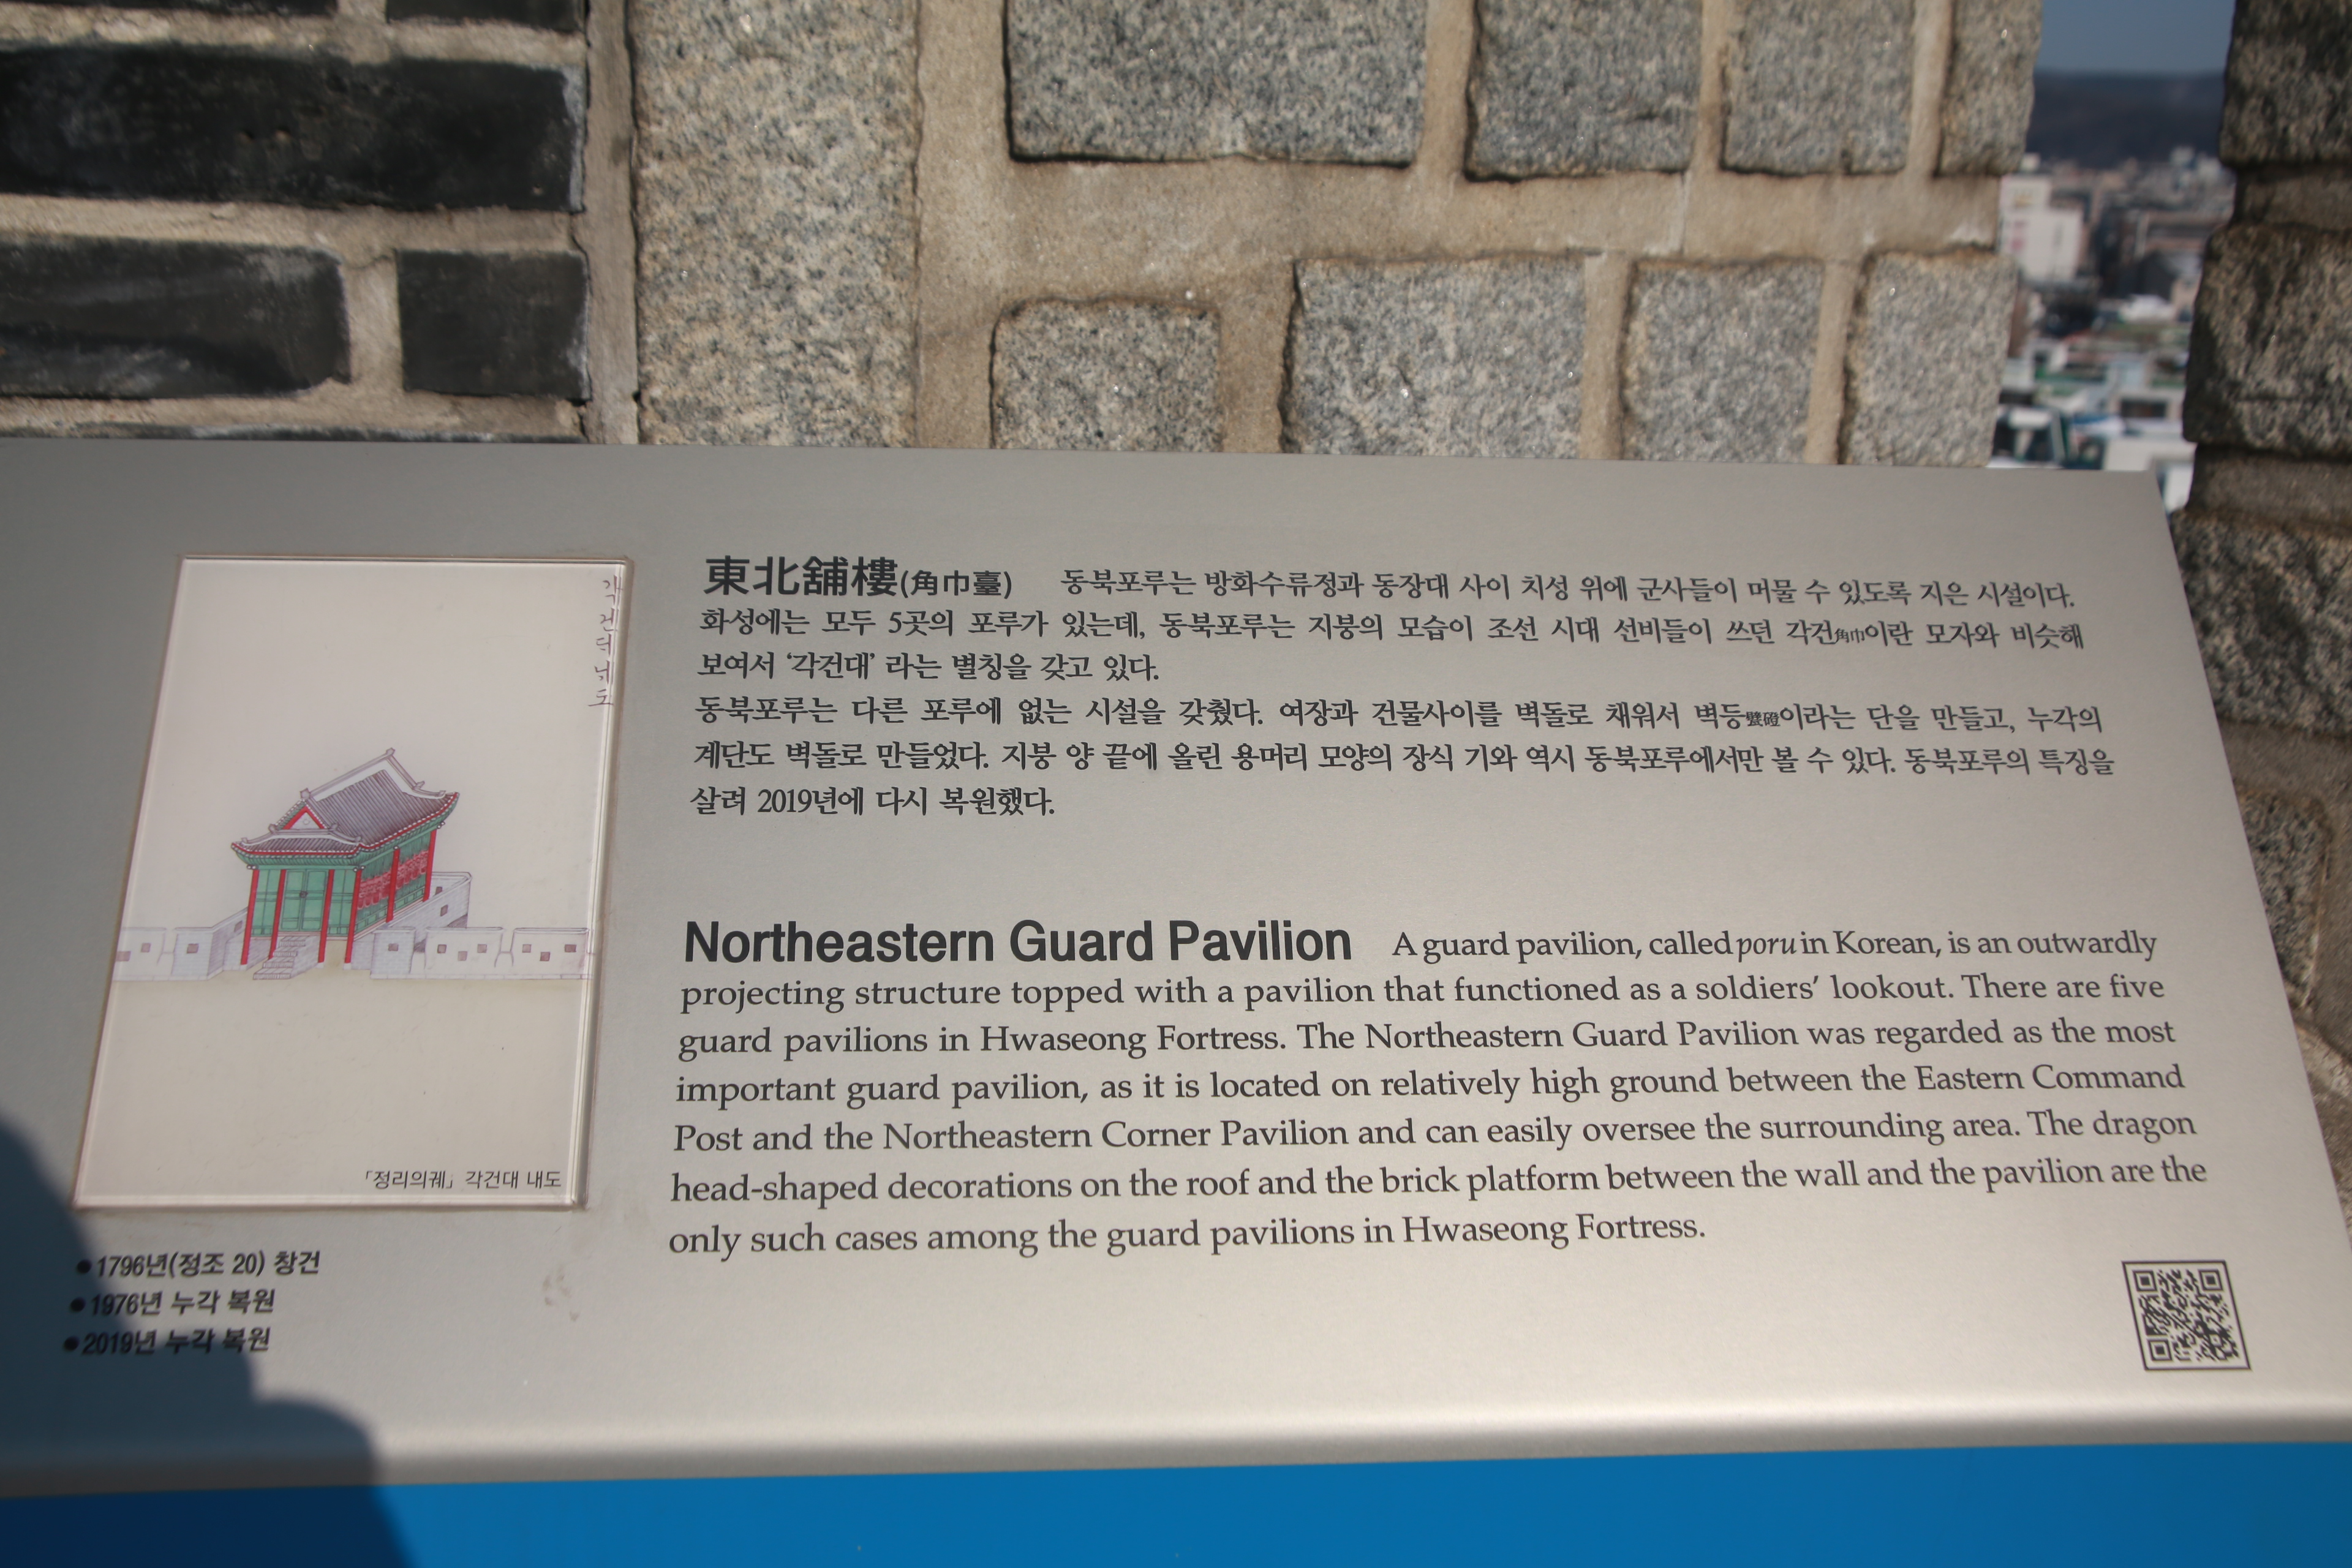 각건대내도
「정리의궤」 각건대 내도
●1796년(정조 20) 창건
●1976년 누각 복원
●2019년 누각 복원
東北舖樓(角巾臺) 동북포루는 방화수류정과 동장대 사이 치성 위에 군사들이 머물 수 있도록 지은 시설이다.
화성에는 모두 5곳의 포루가 있는데, 동북포루는 지붕의 모습이 조선 시대 선비들이 쓰던 각건角巾이란 모자와 비슷해
보여서 ‘각건대’ 라는 별칭을 갖고 있다.
동북포루는 다른 포루에 없는 시설을 갖췄다. 여장과 건물사이를 벽돌로 채워서 벽등甓磴이라는 단을 만들고, 누각의
계단도 벽돌로 만들었다. 지붕 양 끝에 올린 용머리 모양의 장식 기와 역시 동북포루에서만 볼 수 있다. 동북포루의 특징을
살려 2019년에 다시 복원했다.
Northeastern Guard Pavilion A guard pavilion, called poru in Korean, is an outwardly
projecting structure topped with a pavilion that functioned as a soldiers’ lookout. There are five
guard pavilions in Hwaseong Fortress. The Northeastern Guard Pavilion was regarded as the most
important guard pavilion, as it is located on relatively high ground between the Eastern Command
Post and the Northeastern Corner Pavilion and can easily oversee the surrounding area. The dragon
head-shaped decorations on the roof and the brick platform between the wall and the pavilion are the
only such cases among the guard pavilions in Hwaseong Fortress.